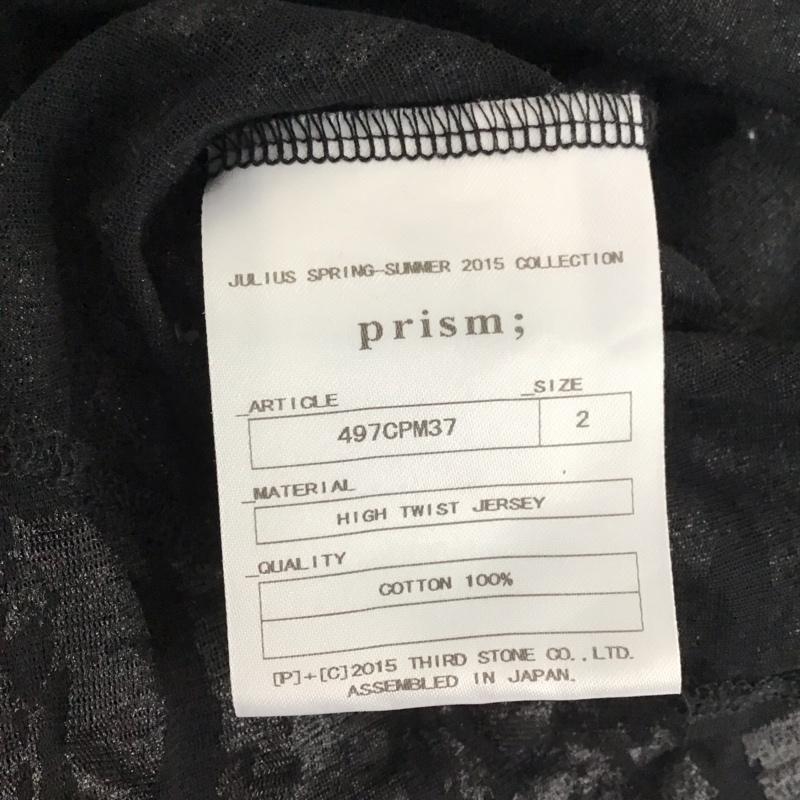 JULIUS SPRING-SUMMER 2015 COLLECTION
prism;
_ARTICLE _SIZE
497CPM37 2
_MATERIAL
HIGH TWIST JERSEY
_QUALITY
COTTON 100%
[P]+[C]2015 THIRD STONE CO.,LTD.
ASSEMBLED IN JAPAN.